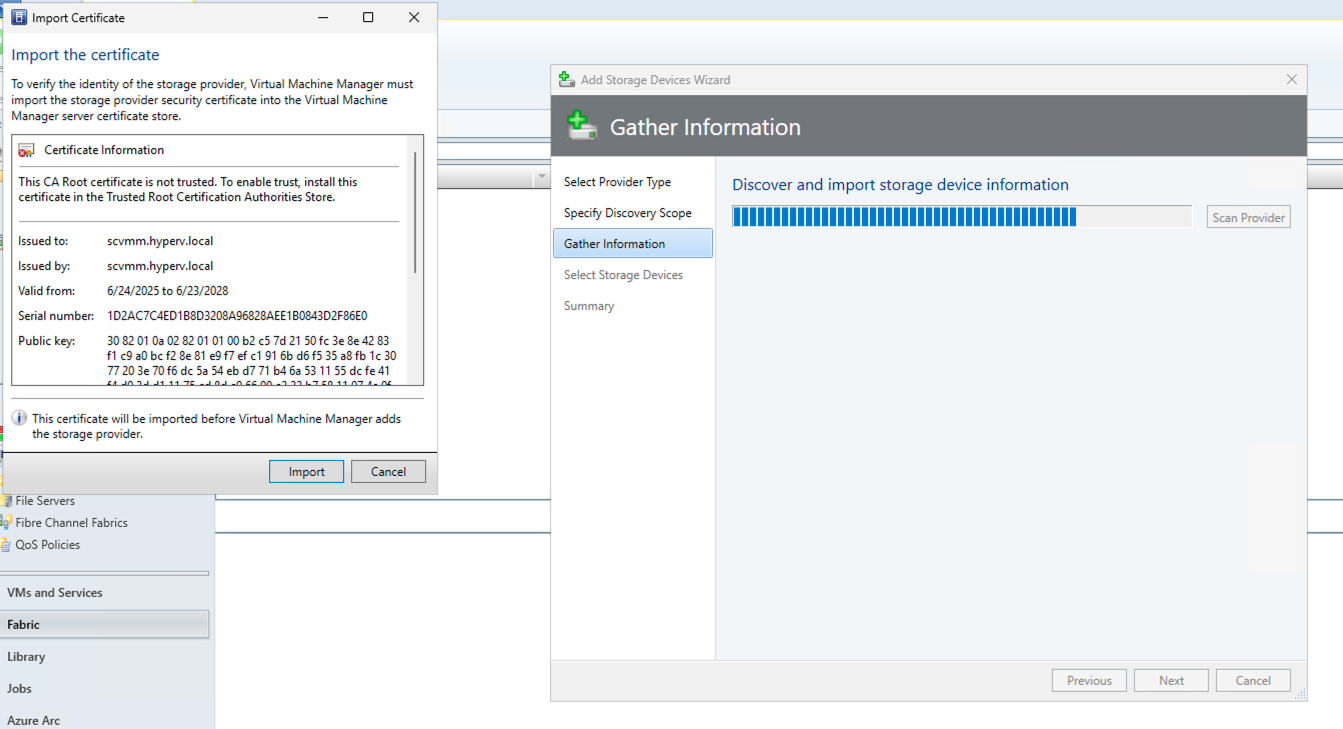 Import Certificate
Import the certificate
To verify the identity of the storage provider, Virtual Machine Manager must
import the storage provider security certificate into the Virtual Machine
Manager server certificate store.
Certificate Information
This CA Root certificate is not trusted. To enable trust, install this
certificate in the Trusted Root Certification Authorities Store.
Issued to: scvmm.hyperv.local
Issued by: scvmm.hyperv.local
Valid from: 6/24/2025 to 6/23/2028
Serial number: 1D2AC7C4ED1B8D3208A96828AEE1B0843D2F86E0
Public key: 30 82 01 0a 02 82 01 01 00 b2 c5 7d 21 50 fc 3e 8e 42 83
f1 c9 a0 bc f2 8e 81 e9 f7 ef c1 91 6b d6 f5 35 a8 fb 1c 30
77 20 3e 70 f6 dc 5a 54 eb d7 71 b4 6a 53 11 55 dc fe 41
This certificate will be imported before Virtual Machine Manager adds
the storage provider.
Import
Cancel
File Servers
Fibre Channel Fabrics
QoS Policies
VMs and Services
Fabric
Library
Jobs
Azure Arc
Add Storage Devices Wizard
Gather Information
Select Provider Type
Specify Discovery Scope
Gather Information
Select Storage Devices
Summary
Discover and import storage device information
Scan Provider
Previous
Next
Cancel